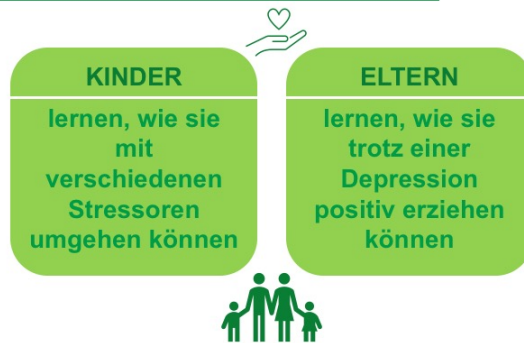 KINDER
lernen, wie sie
mit
verschiedenen
Stressoren
umgehen können
ELTERN
lernen, wie sie
trotz einer
Depression
positiv erziehen
können